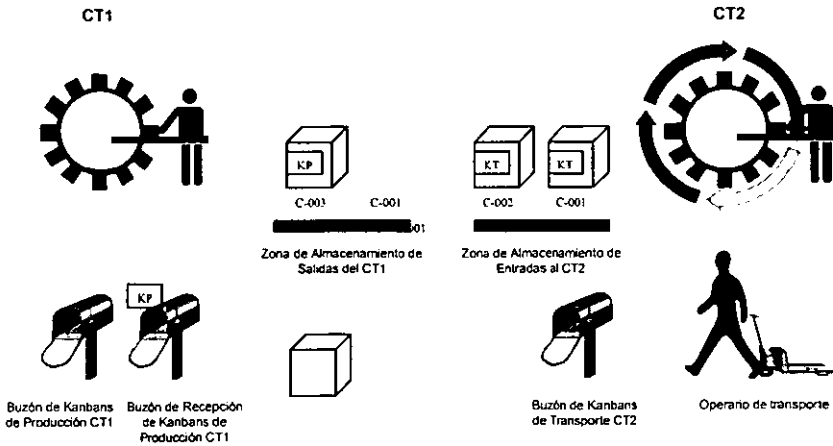 CT1
CT2
KP
KT
KT
C-003
C-001
C-002
C-001
Zona de Almacenamiento de
Salidas del CT1
Zona de Almacenamiento de
Entradas al CT2
KP
Buzón de Kanbans
de Producción CT1
Buzón de Recepción
de Kanbans de
Producción CT1
Buzón de Kanbans
de Transporte CT2
Operario de transporte